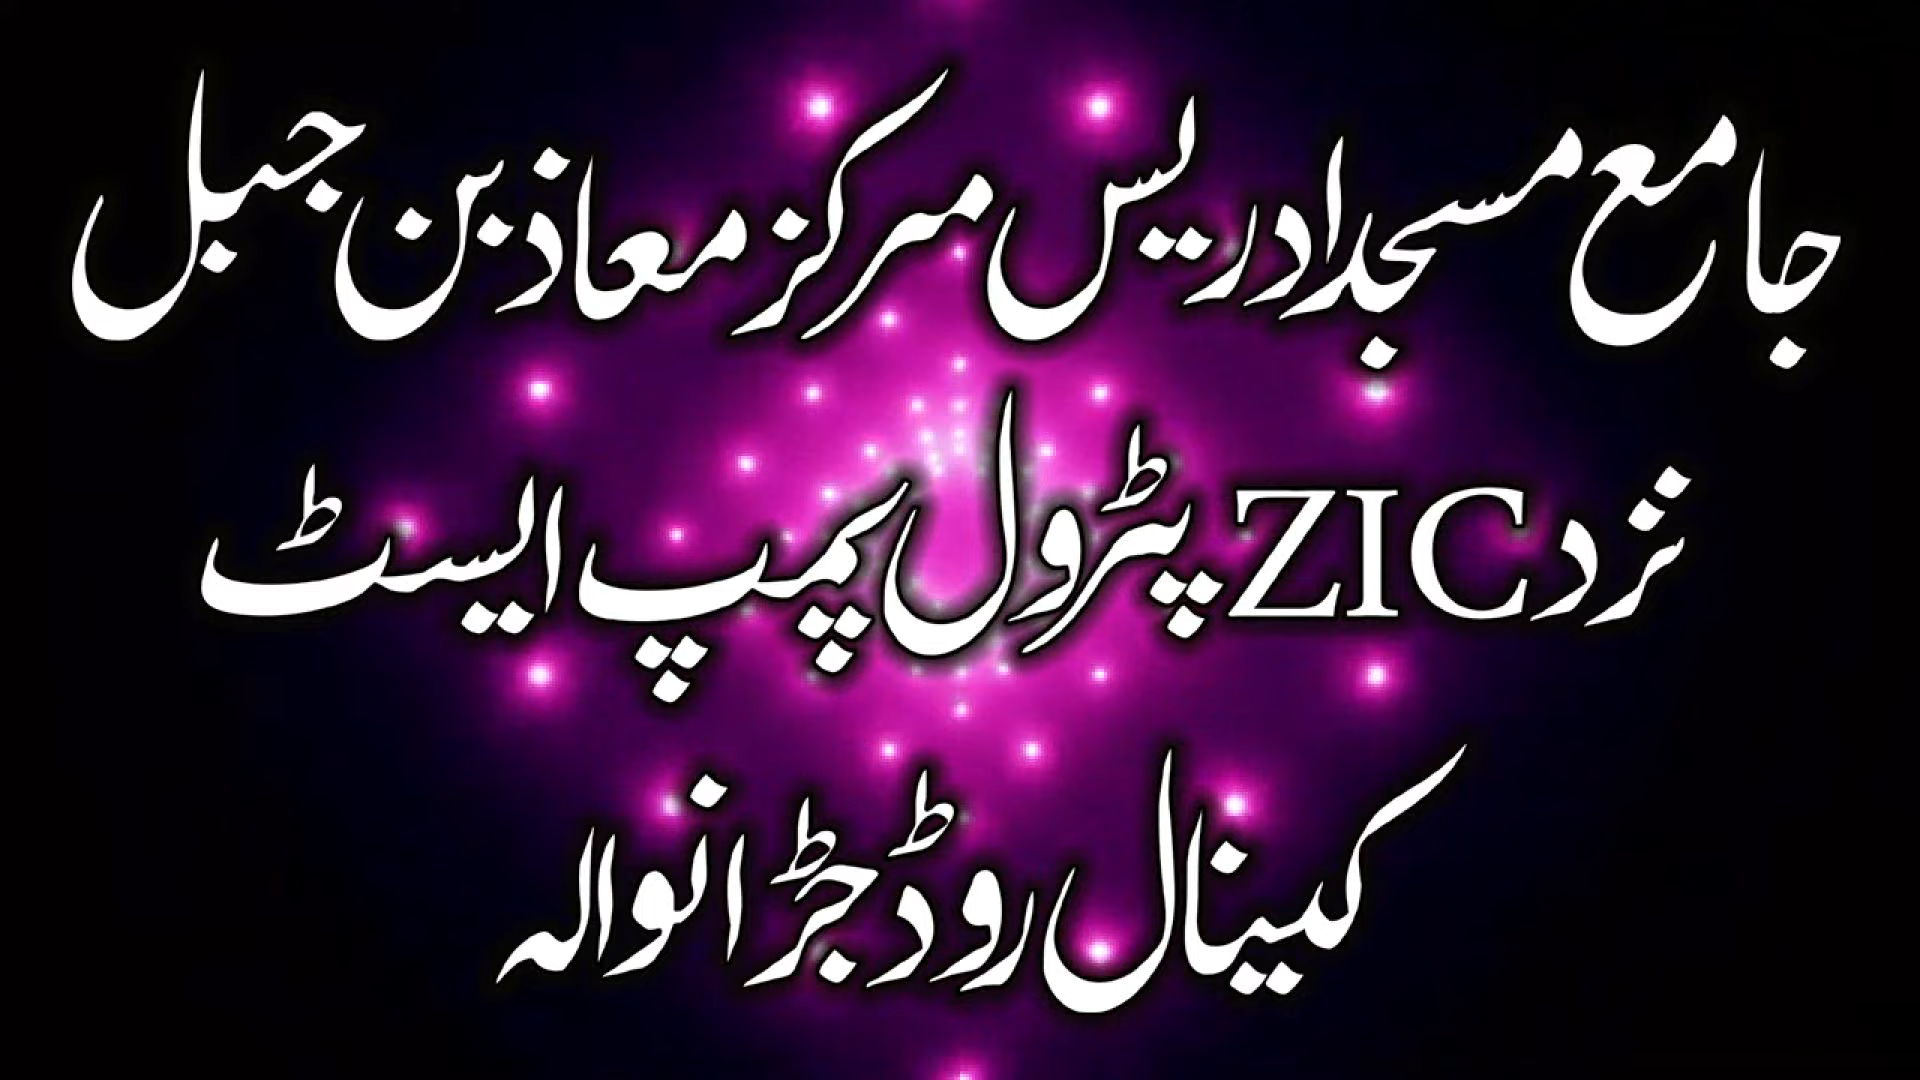 جامع مسجد ادریس مرکز معاذ بن جبل
نزد ZIC پٹرول پمپ ایسٹ
کینال روڈ جڑانوالہ